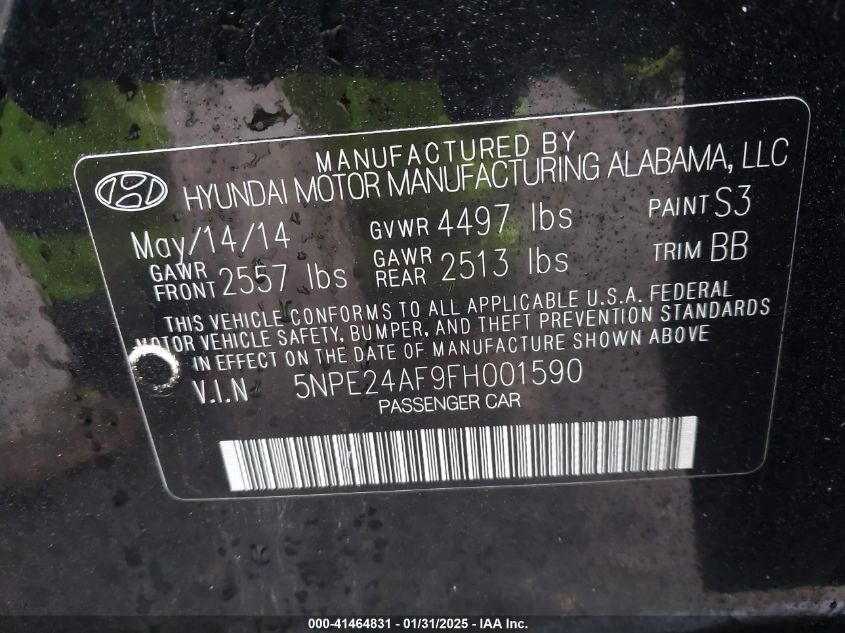 MANUFACTURED BY
HYUNDAI MOTOR MANUFACTURING ALABAMA, LLC
May/14/14 GVWR 4497 lbs PAINT S3
GAWR FRONT 2557 lbs GAWR REAR 2513 lbs TRIM BB
THIS VEHICLE CONFORMS TO ALL APPLICABLE U.S.A. FEDERAL
MOTOR VEHICLE SAFETY, BUMPER, AND THEFT PREVENTION STANDARDS
IN EFFECT ON THE DATE OF MANUFACTURE SHOWN ABOVE
V.I.N 5NPE24AF9FH001590
PASSENGER CAR
000-41464831 - 01/31/2025 - IAA Inc.